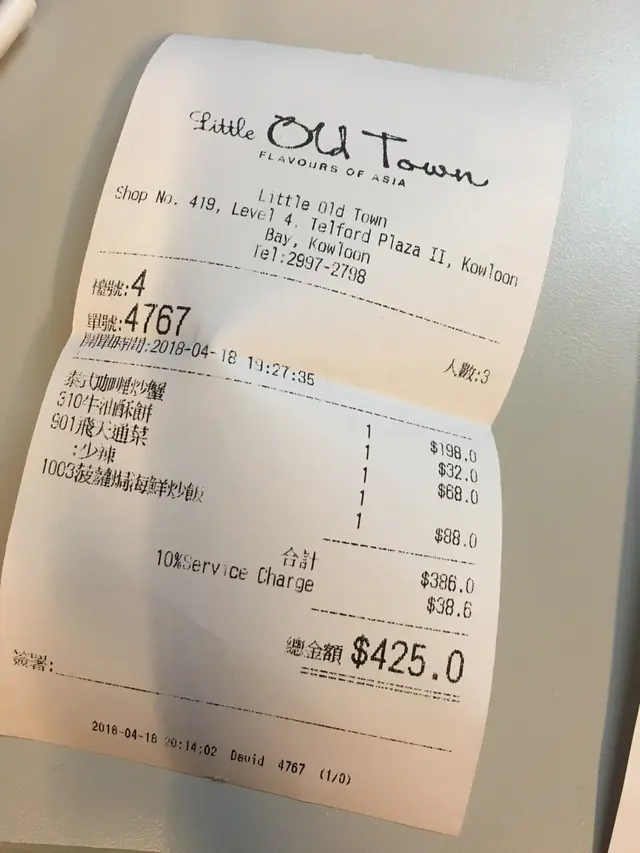 Little Old Town
FLAVOURS OF ASIA
Little Old Town
Shop No. 419, Level 4, Telford Plaza II, Kowloon
Bay, Kowloon
Tel:2997-2798
檯號:4
單號:4767 人數:3
開單時間:2018-04-18 19:27:35
泰式咖喱炒蟹 1 $198.0
310牛油酥餅 1 $32.0
901飛天通菜 1 $68.0
:少辣 1
1003菠蘿焗海鮮炒飯 1 $88.0
合計 $386.0
10%Service Charge $38.6
總金額 $425.0
簽署:
2018-04-18 20:14:02 David 4767 (1/0)